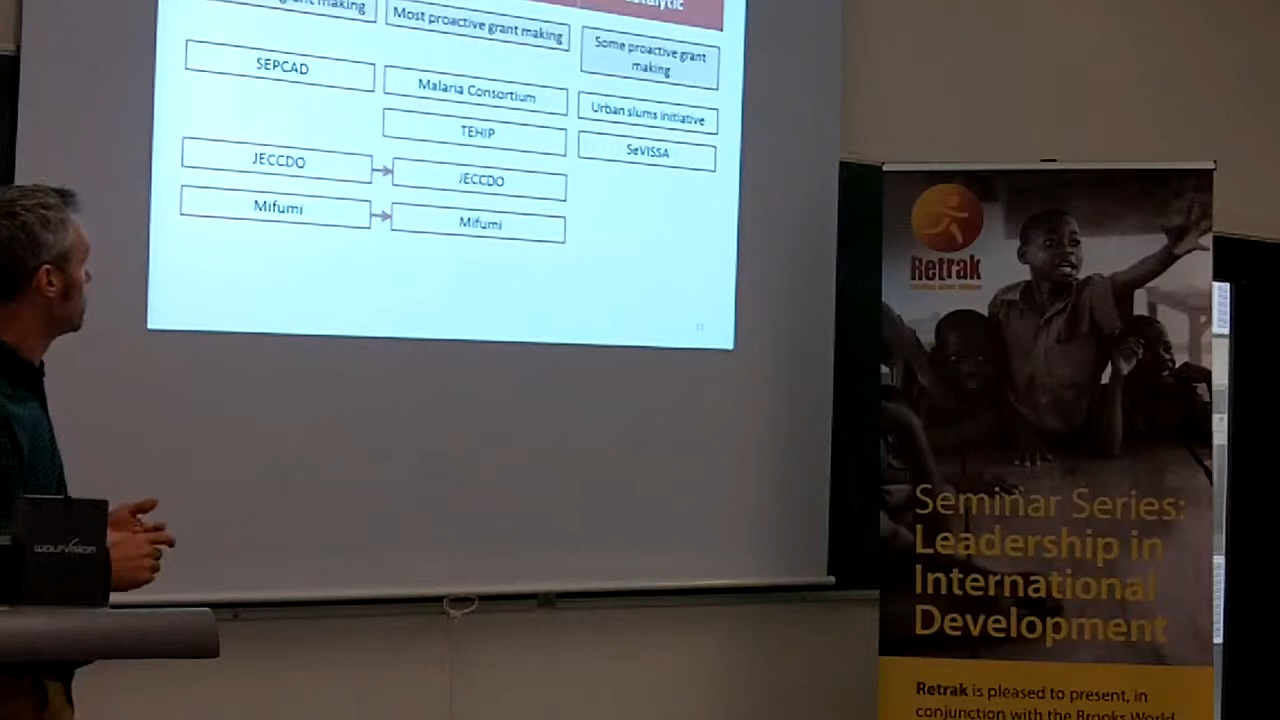 making
Most proactive grant making
Some proactive grant
making
SEPCAD
Malaria Consortium
Urban slums initiative
TEHIP
SeVISSA
JECCDO
JECCDO
Mifumi
Mifumi
WOLFVISION
Retrak
Seminar Series:
Leadership in
International
Development
Retrak is pleased to present, in
conjunction with the Brooks World